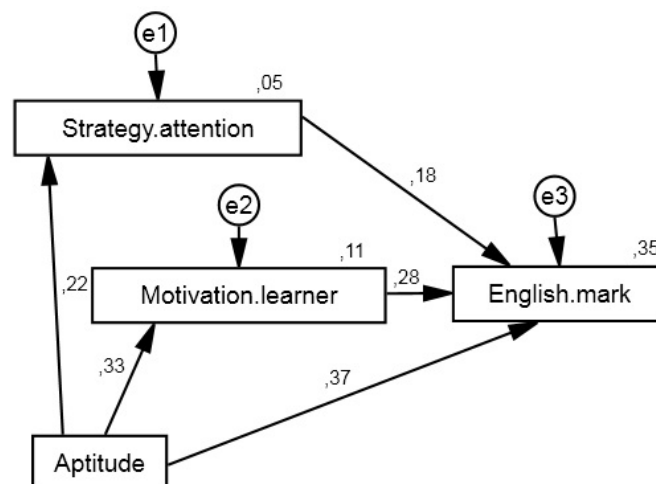 e1
,05
Strategy.attention
,18
e2
e3
,11
,35
,22
Motivation.learner
,28
English.mark
,33
,37
Aptitude